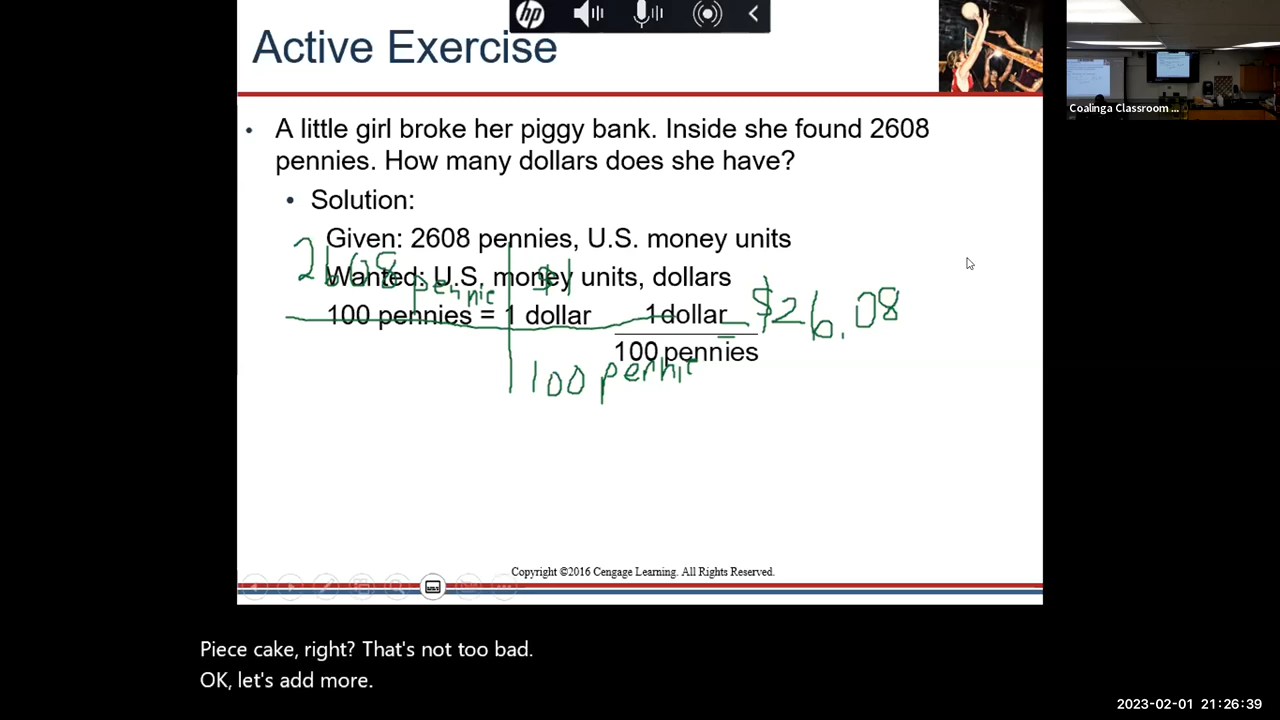 hp
Active Exercise
Coalinga Classroom ...
• A little girl broke her piggy bank. Inside she found 2608
pennies. How many dollars does she have?
• Solution:
Given: 2608 pennies, U.S. money units
Wanted: U.S. money units, dollars
100 pennies = 1 dollar
1dollar
100 pennies
2608 pennie
$1
100 pennie
= $26.08
Copyright ©2016 Cengage Learning. All Rights Reserved.
Piece cake, right? That's not too bad.
OK, let's add more.
2023-02-01 21:26:39